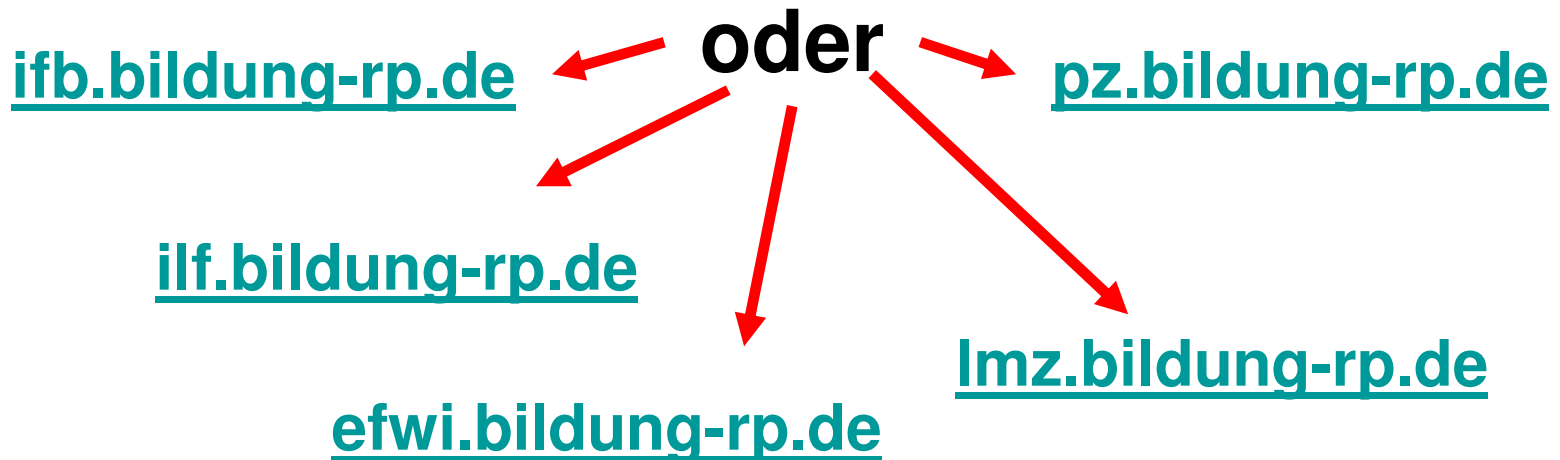 oder
ifb.bildung-rp.de
pz.bildung-rp.de
ilf.bildung-rp.de
lmz.bildung-rp.de
efwi.bildung-rp.de